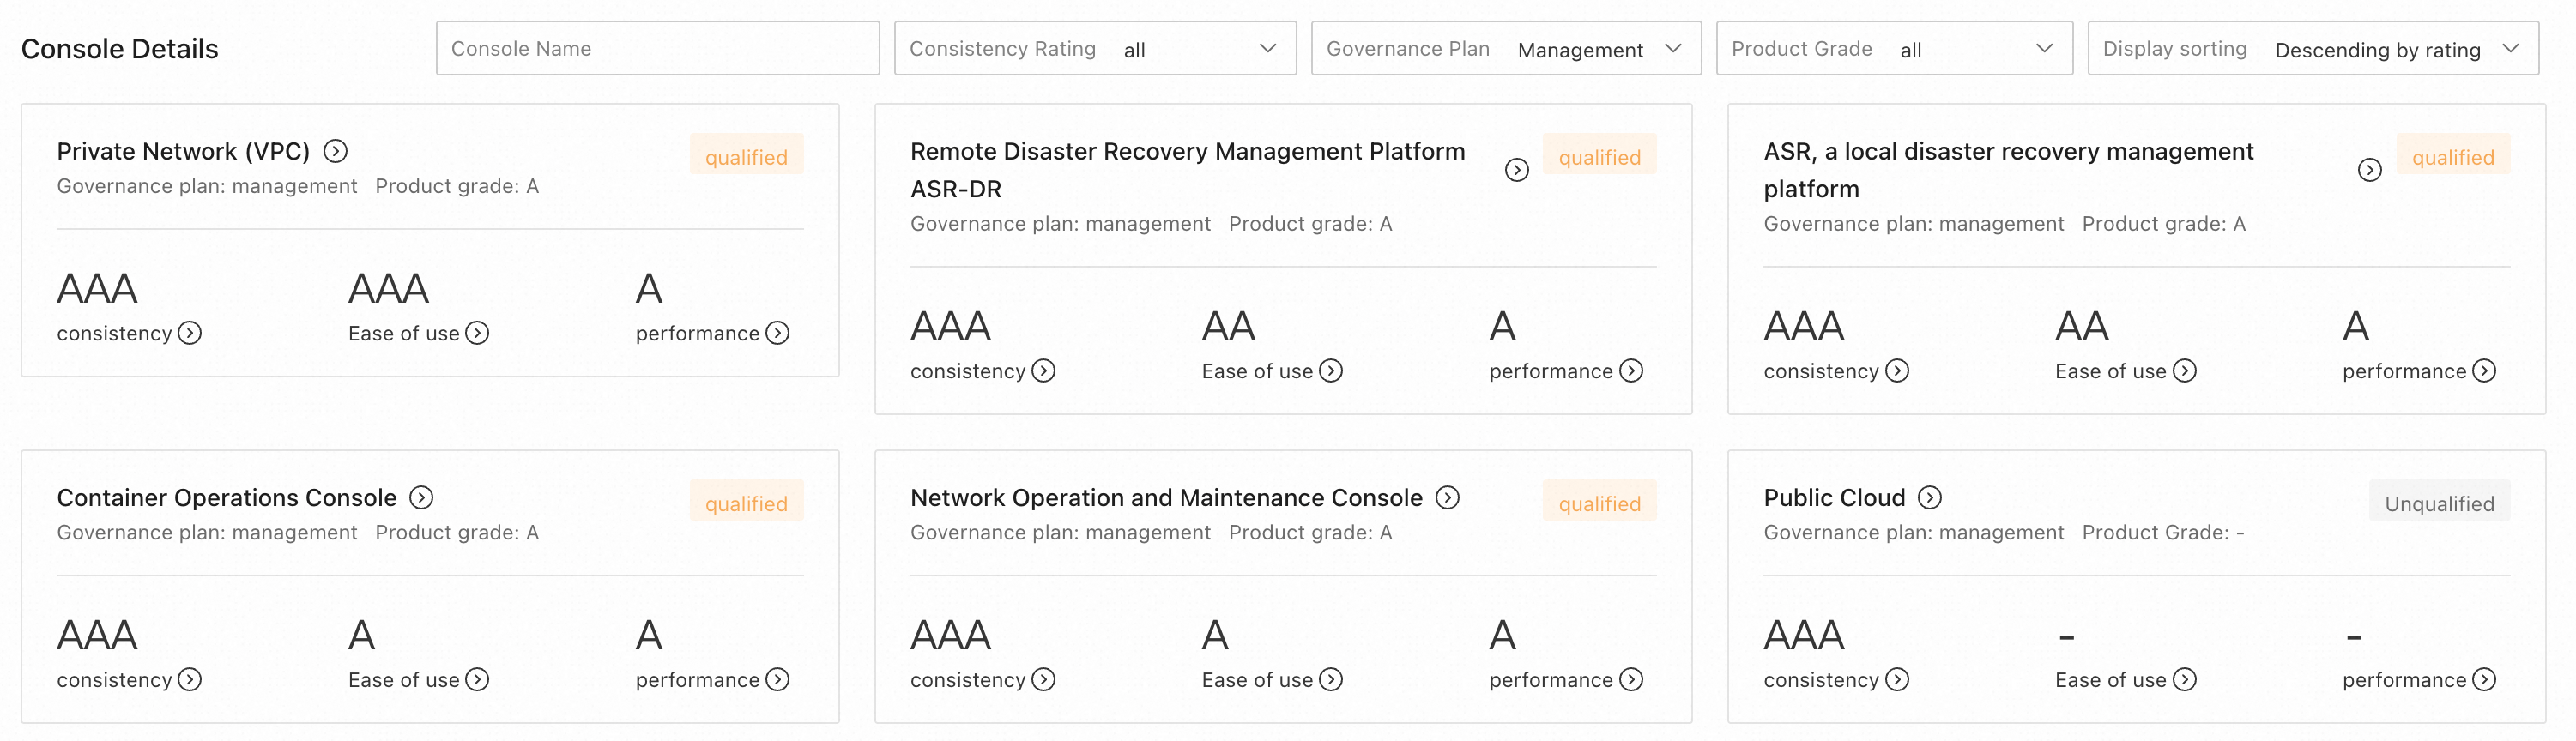 Console Details
Console Name
Consistency Rating all
Governance Plan Management
Product Grade all
Display sorting Descending by rating
Private Network (VPC)
qualified
Governance plan: management Product grade: A
AAA
consistency
AAA
Ease of use
A
performance
Remote Disaster Recovery Management Platform
ASR-DR
qualified
Governance plan: management Product grade: A
AAA
consistency
AA
Ease of use
A
performance
ASR, a local disaster recovery management
platform
qualified
Governance plan: management Product grade: A
AAA
consistency
AA
Ease of use
A
performance
Container Operations Console
qualified
Governance plan: management Product grade: A
AAA
consistency
A
Ease of use
A
performance
Network Operation and Maintenance Console
qualified
Governance plan: management Product grade: A
AAA
consistency
A
Ease of use
A
performance
Public Cloud
Unqualified
Governance plan: management Product Grade: -
AAA
consistency
-
Ease of use
-
performance